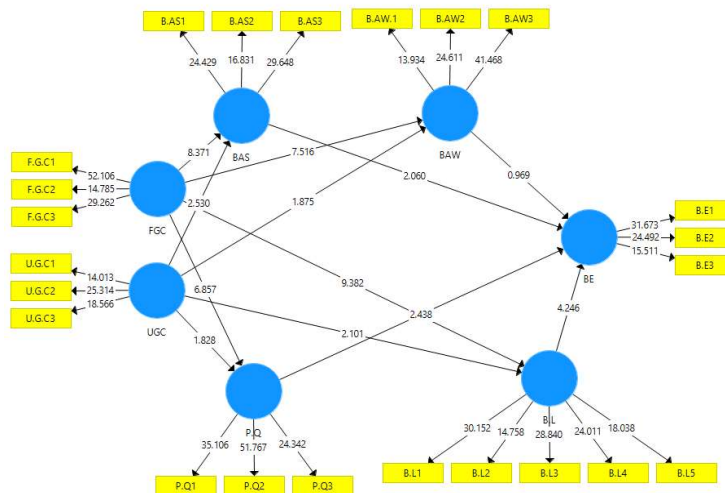 B.AS1 B.AS2 B.AS3 B.AW.1 B.AW2 B.AW3
24.429 16.831 29.648 13.934 24.611 41.468
BAS BAW
F.G.C1
F.G.C2
F.G.C3
52.106
14.785
29.262
FGC
8.371
7.516
2.060
0.969
2.530
1.875
B.E1
B.E2
B.E3
31.673
24.492
15.511
BE
U.G.C1
U.G.C2
U.G.C3
14.013
25.314
18.566
UGC
6.857
9.382
2.438
4.246
1.828
2.101
P.Q
B.L
35.106 51.767 24.342
P.Q1 P.Q2 P.Q3
30.152 14.758 28.840 24.011 18.038
B.L1 B.L2 B.L3 B.L4 B.L5